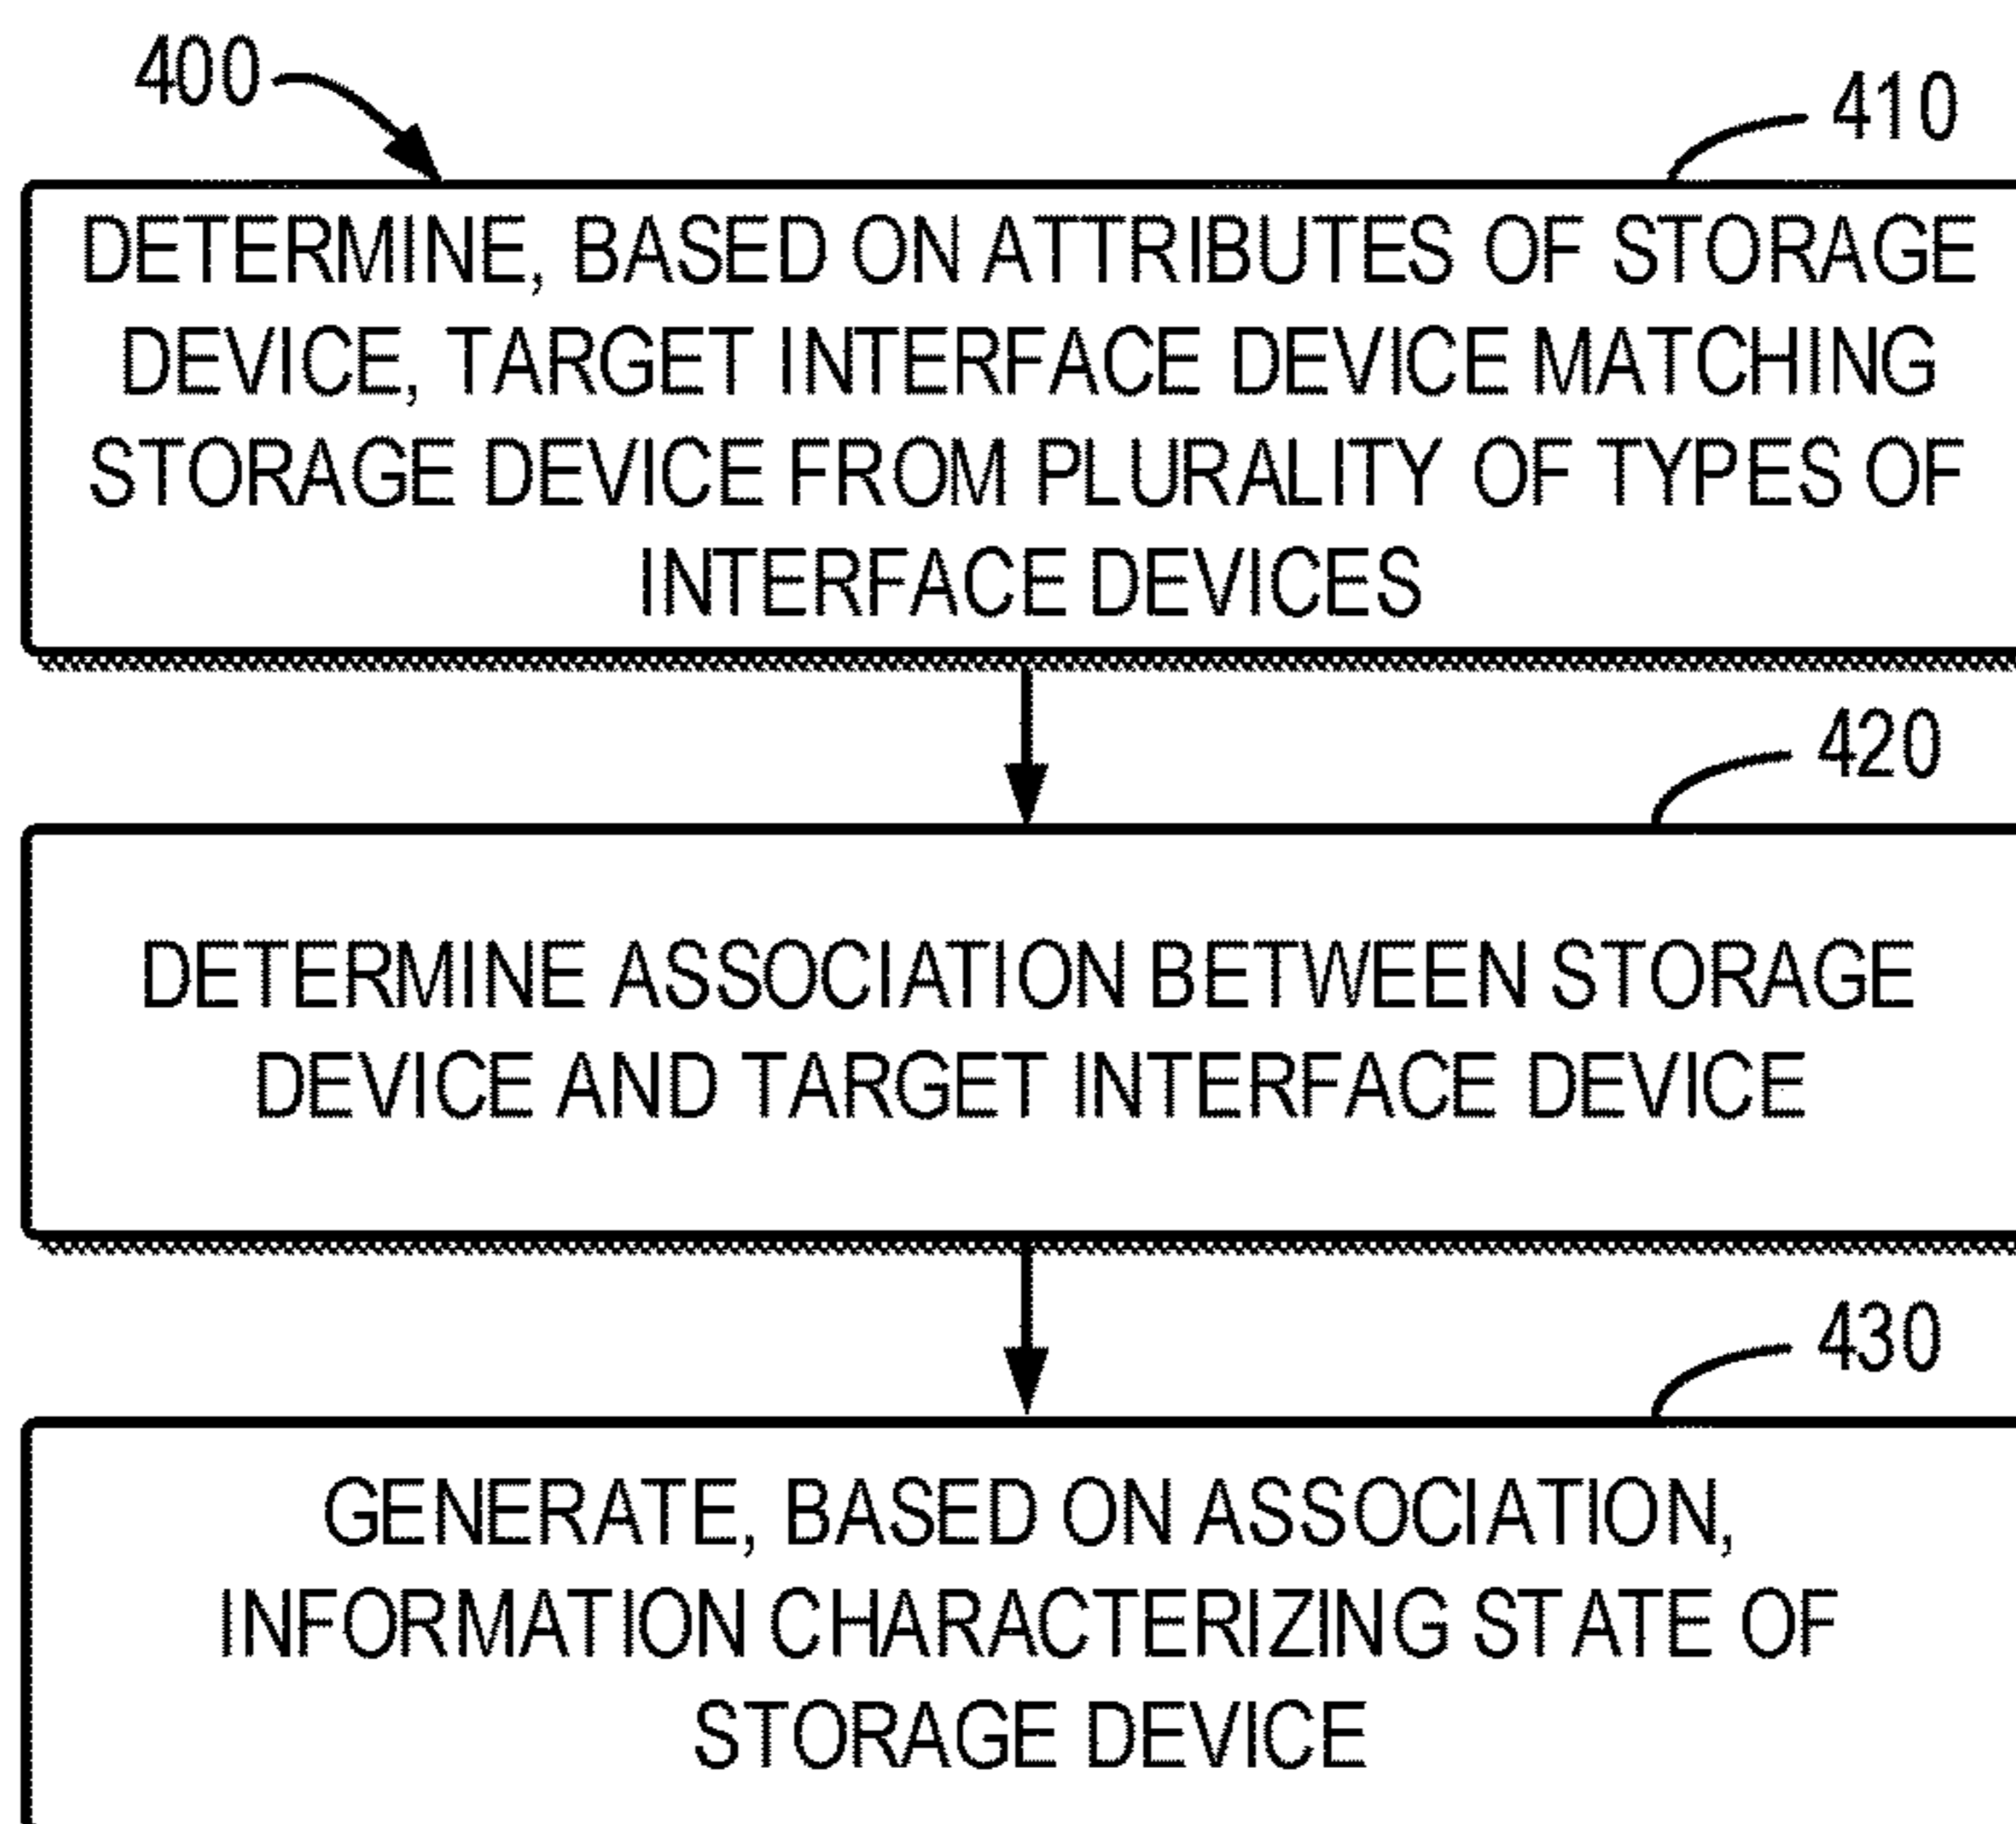 400
410
DETERMINE, BASED ON ATTRIBUTES OF STORAGE
DEVICE, TARGET INTERFACE DEVICE MATCHING
STORAGE DEVICE FROM PLURALITY OF TYPES OF
INTERFACE DEVICES
420
DETERMINE ASSOCIATION BETWEEN STORAGE
DEVICE AND TARGET INTERFACE DEVICE
430
GENERATE, BASED ON ASSOCIATION,
INFORMATION CHARACTERIZING STATE OF
STORAGE DEVICE